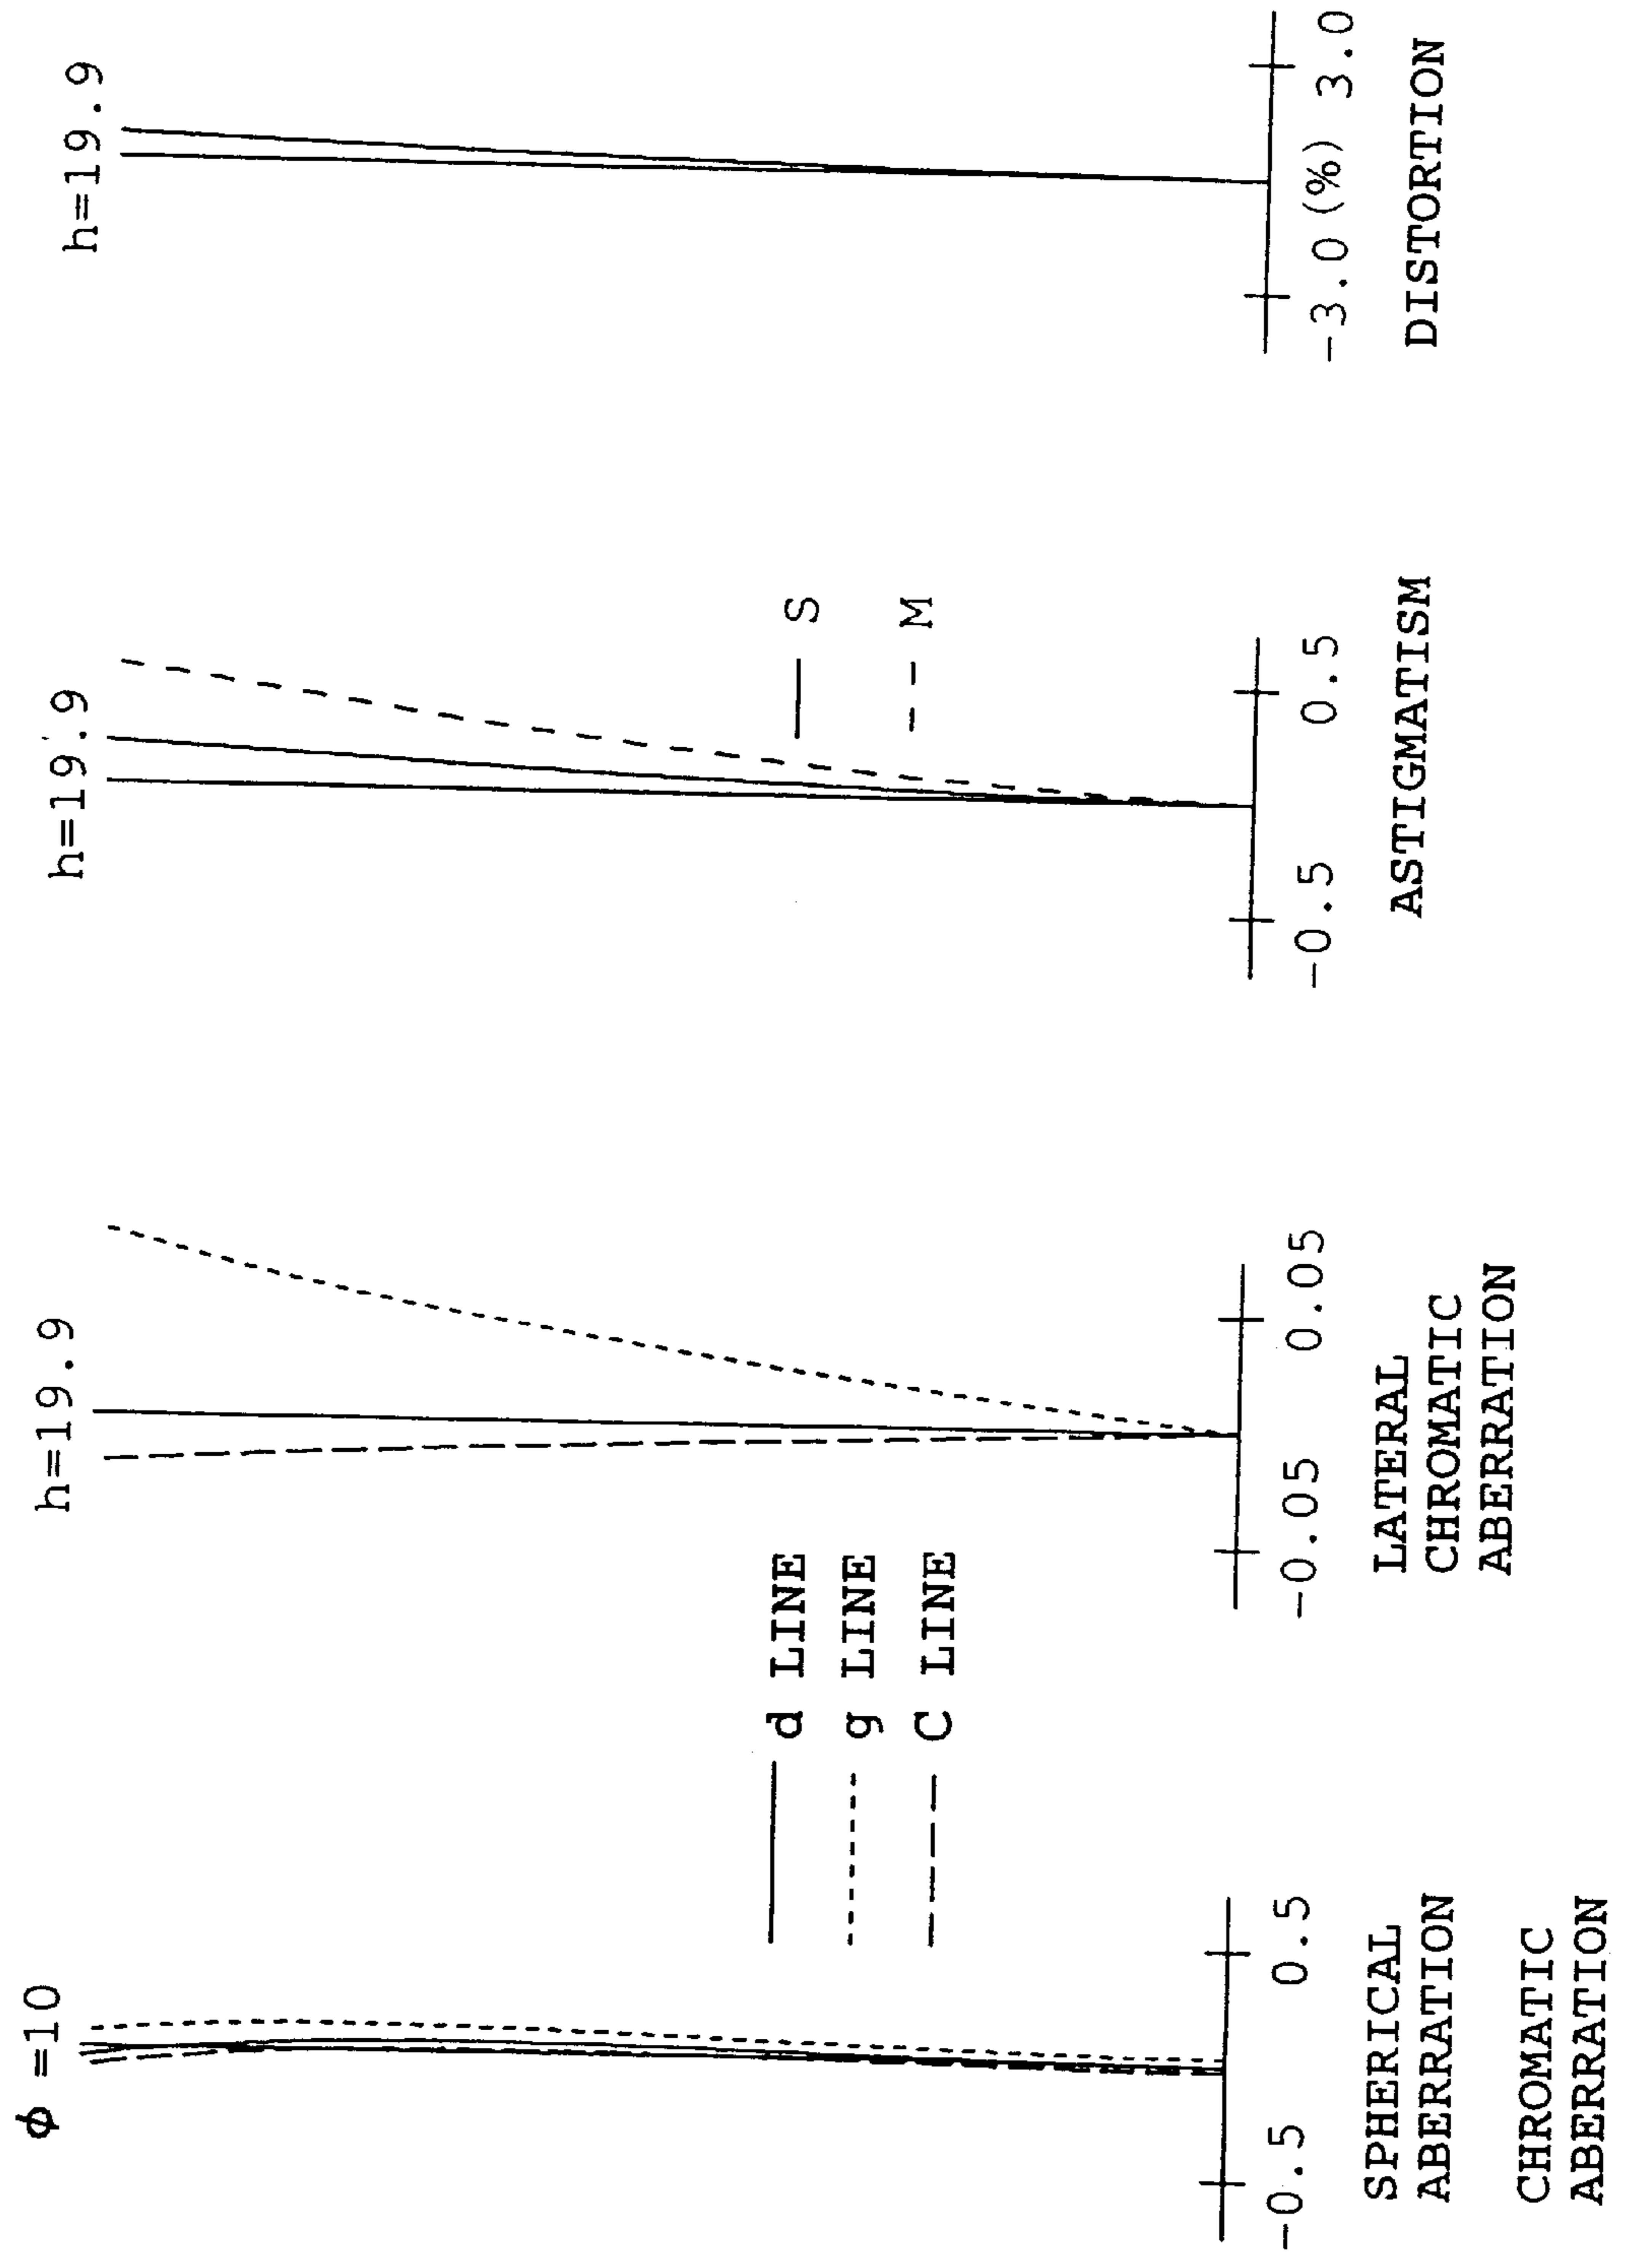 ϕ =10
-0.5 0.5
SPHERICAL
ABERRATION
CHROMATIC
ABERRATION
d LINE
g LINE
C LINE
h=19.9
-0.05 0.05
LATERAL
CHROMATIC
ABERRATION
h=19.9
S
M
-0.5 0.5
ASTIGMATISM
h=19.9
-3.0 (%) 3.0
DISTORTION